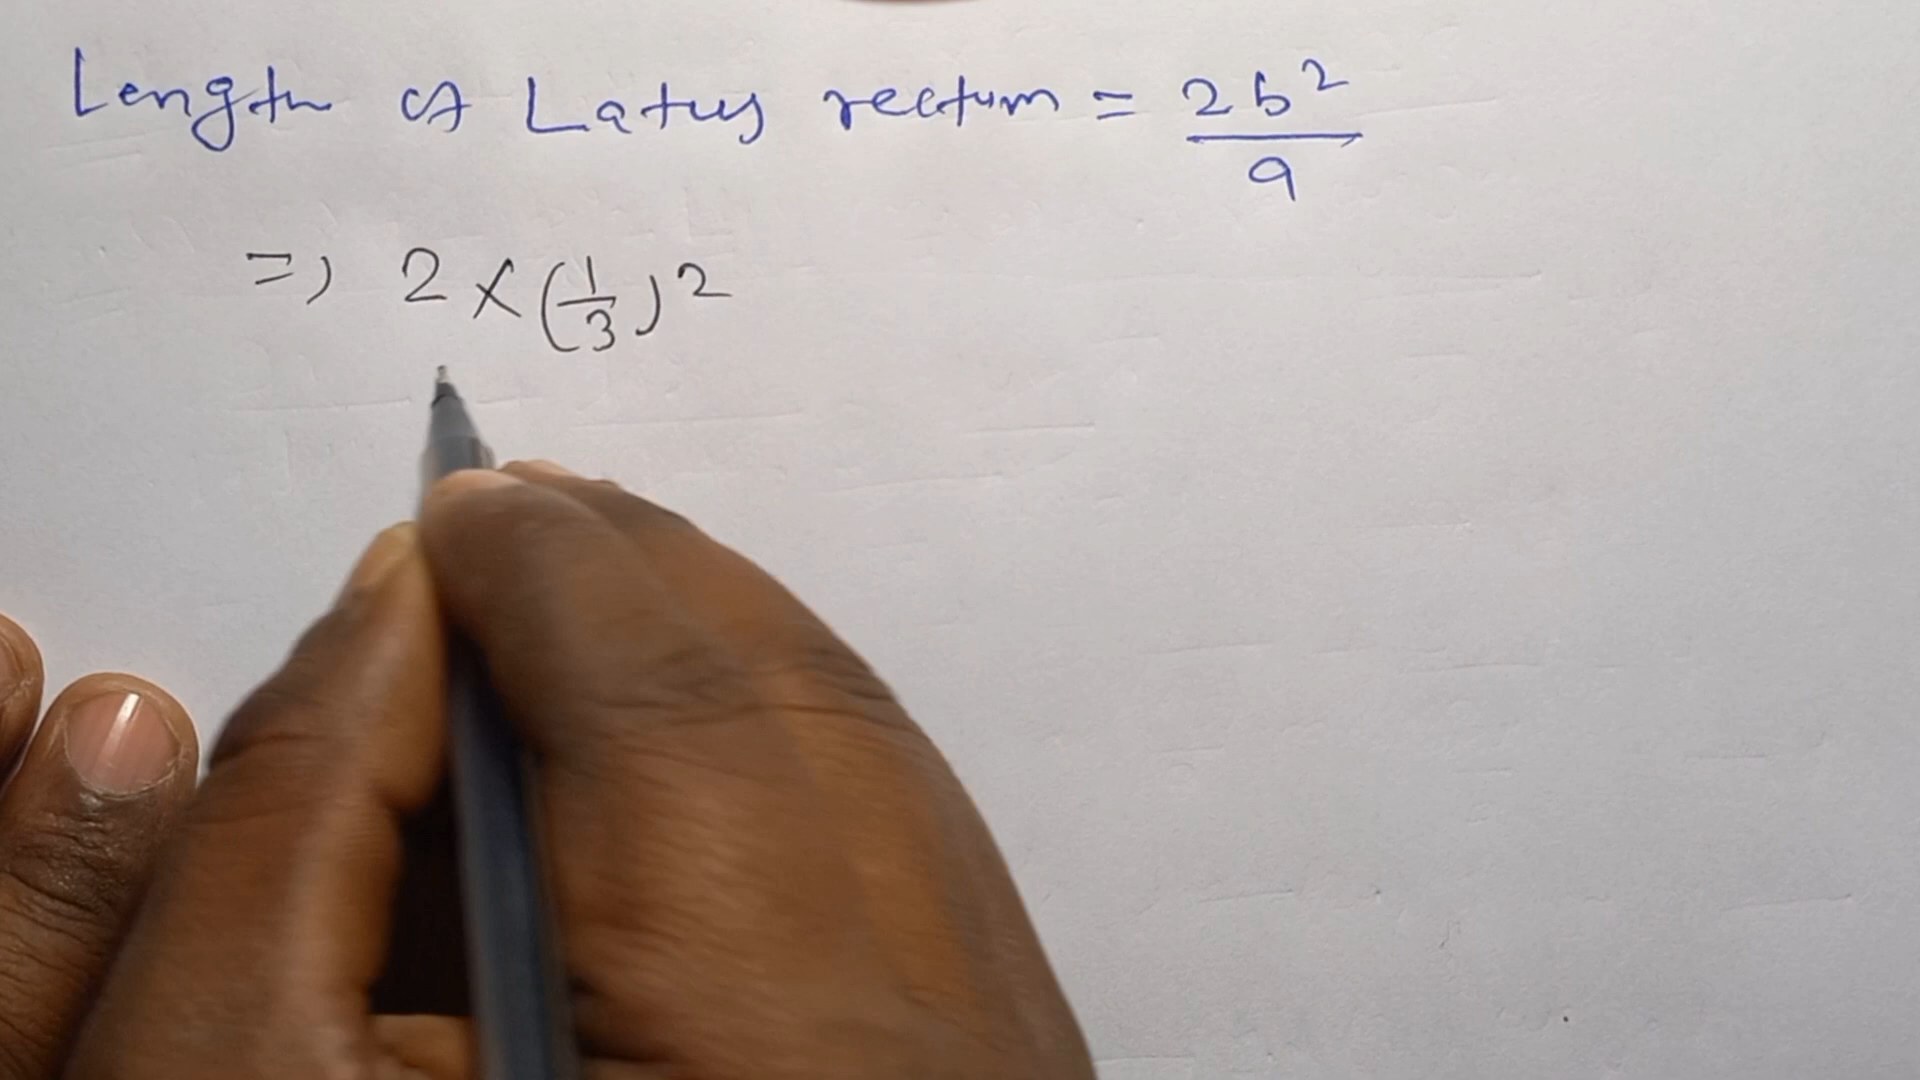 Length of Latus rectum = 2b²/a
=> 2 × (1/3)²